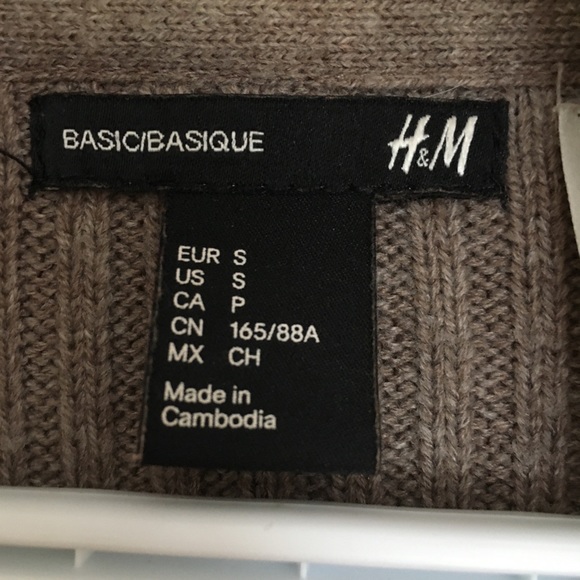 BASIC/BASIQUE H&M
EUR S
US S
CA P
CN 165/88A
MX CH
Made in
Cambodia